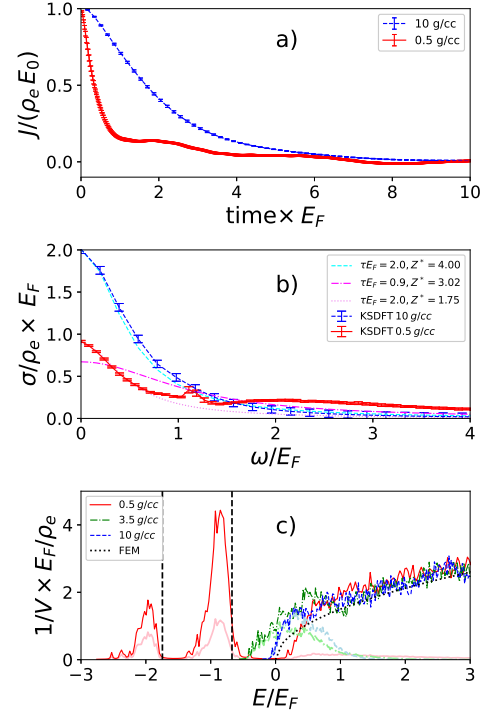 1.0
0.5
0.0
J/(ρₑ E₀)
a)
10 g/cc
0.5 g/cc
0 2 4 6 8 10
time× E_F
2.0
1.5
1.0
0.5
0.0
σ/ρₑ × E_F
b)
τE_F = 2.0, Z* = 4.00
τE_F = 0.9, Z* = 3.02
τE_F = 2.0, Z* = 1.75
KSDFT 10 g/cc
KSDFT 0.5 g/cc
0 1 2 3 4
ω/E_F
4
2
0
1/V × E_F/ρₑ
0.5 g/cc
3.5 g/cc
10 g/cc
FEM
c)
−3 −2 −1 0 1 2 3
E/E_F